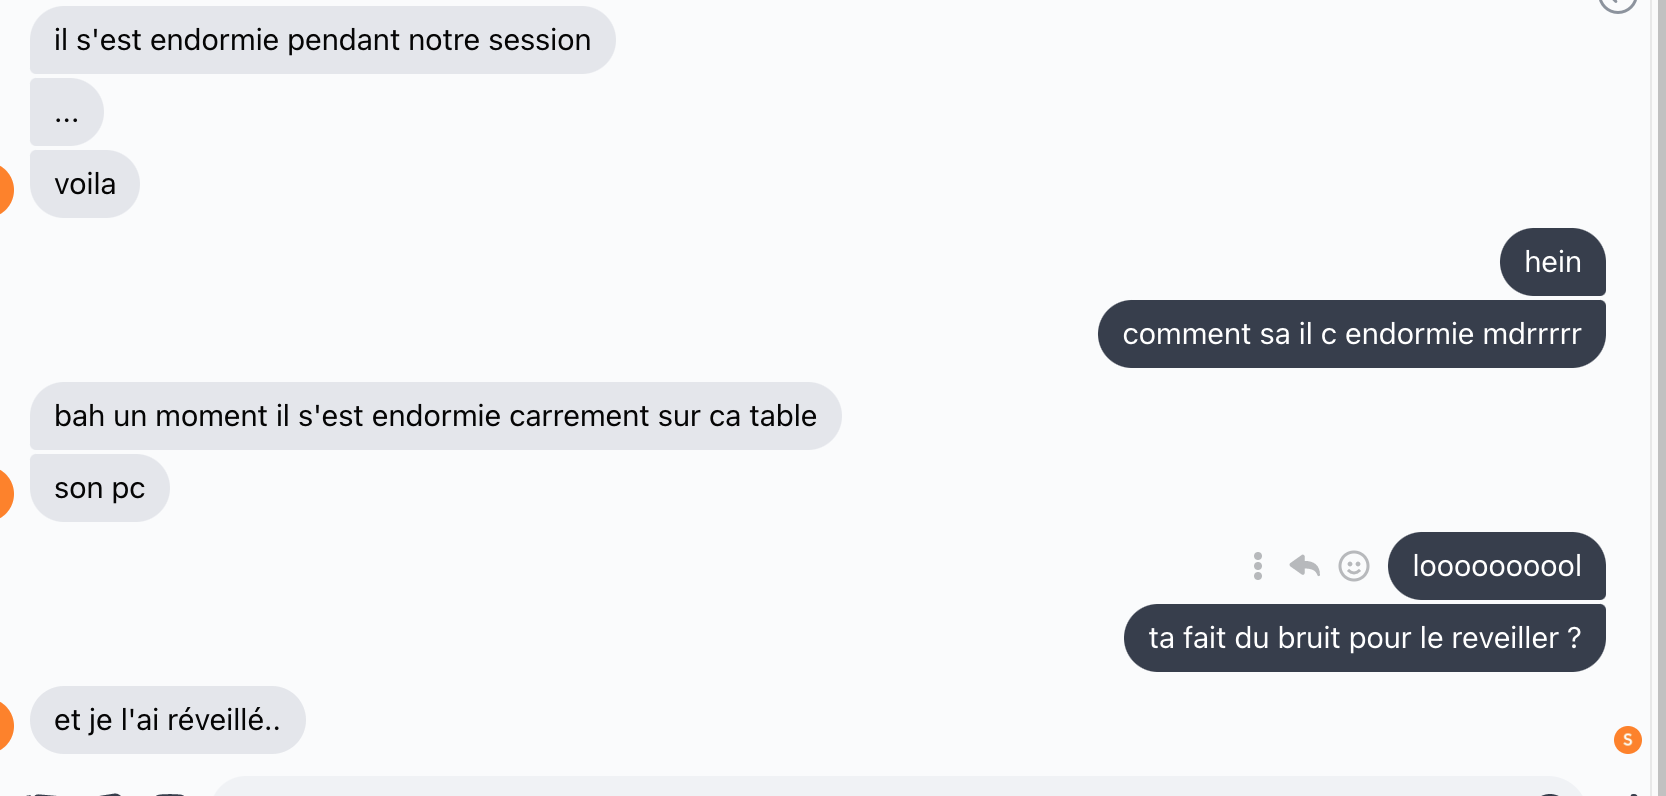 il s'est endormie pendant notre session
...
voila
hein
comment sa il c endormie mdrrrrr
bah un moment il s'est endormie carrement sur ca table
son pc
looooooooool
ta fait du bruit pour le reveiller ?
et je l'ai réveillé..
S